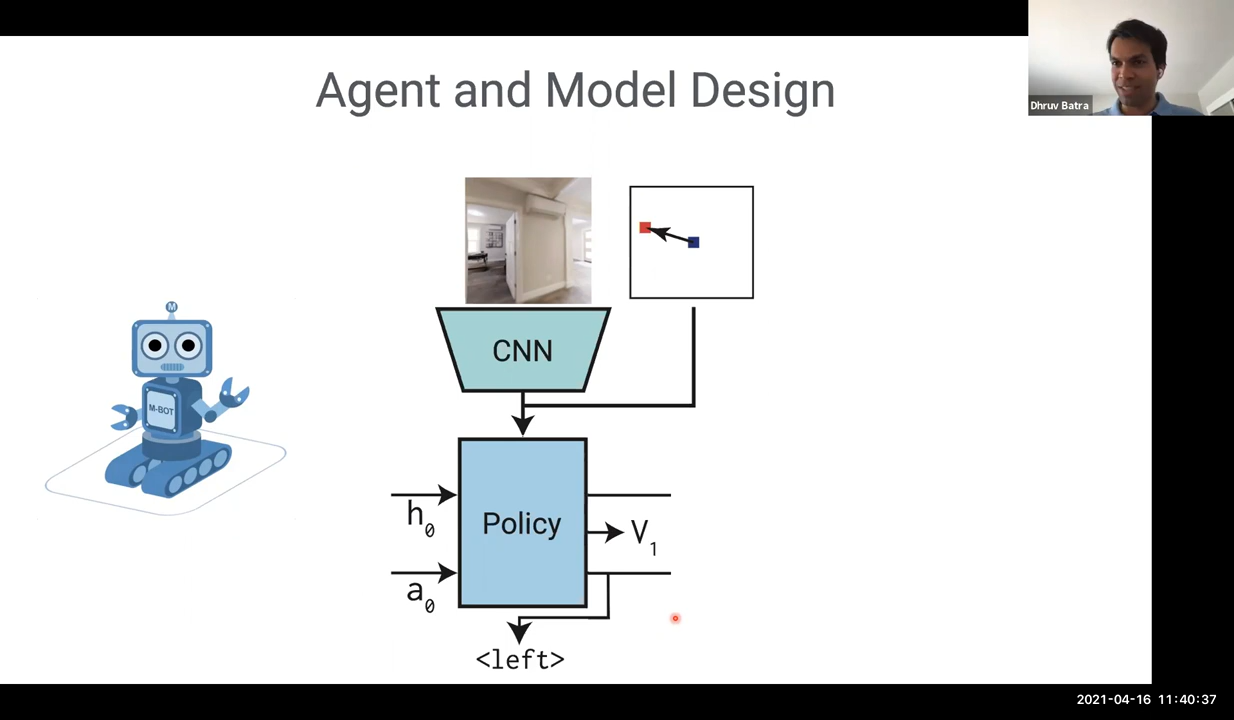 Agent and Model Design
Dhruv Batra
M
M-BOT
CNN
Policy
h0
a0
V1
<left>
2021-04-16 11:40:37